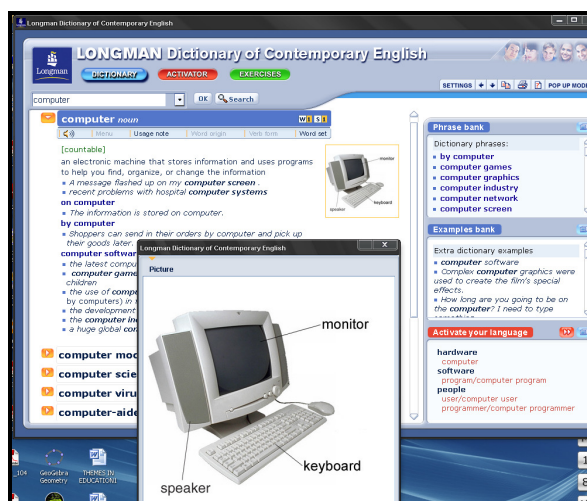 Longman Dictionary of Contemporary English
LONGMAN Dictionary of Contemporary English
Longman
DICTIONARY
ACTIVATOR
EXERCISES
SETTINGS
POP UP MODE
computer
OK
Search
computer noun
W1 S1
Menu
Usage note
Word origin
Verb form
Word set
[countable]
an electronic machine that stores information and uses programs
to help you find, organize, or change the information
A message flashed up on my computer screen .
recent problems with hospital computer systems
on computer
The information is stored on computer.
by computer
Shoppers can send in their orders by computer and pick up
their goods later.
computer software
the latest compu
computer game
children
the use of compu
by computers) in
the development
the computer in
a huge global com
computer
computer scie
computer viru
computer-aide
monitor
keyboard
speaker
Phrase bank
Dictionary phrases:
by computer
computer games
computer graphics
computer industry
computer network
computer screen
Examples bank
Extra dictionary examples
computer software
Complex computer graphics were
used to create the film's special
effects.
How long are you going to be on
the computer? I need to type
Activate your language
hardware
computer
software
program/computer program
people
user/computer user
programmer/computer programmer
Longman Dictionary of Contemporary English
X
Picture
monitor
keyboard
speaker
_104
GeoGebra
Geometry
THEMES IN
EDUCATIONI